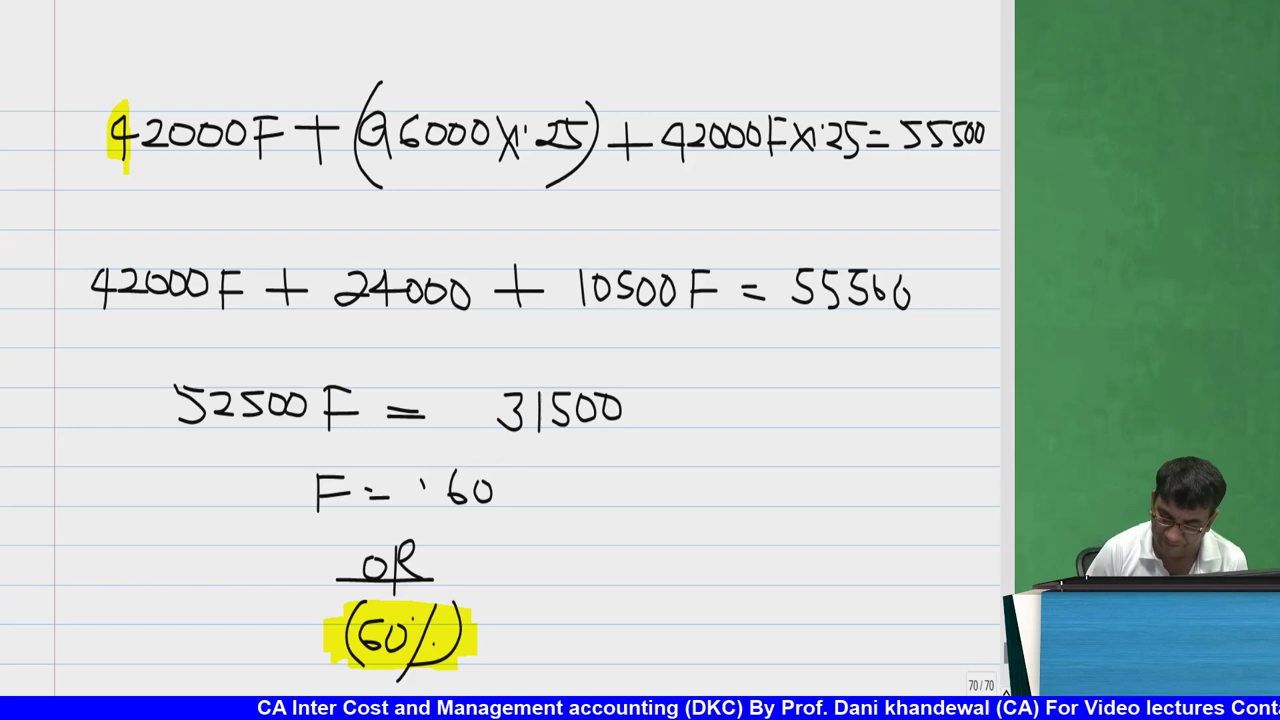 42000F + (96000 x .25) + 42000F x .25 = 55500
42000F + 24000 + 10500F = 55500
52500 F = 31500
F = .60
OR
(60%)
70 / 70
CA Inter Cost and Management accounting (DKC) By Prof. Dani khandewal (CA) For Video lectures Cont